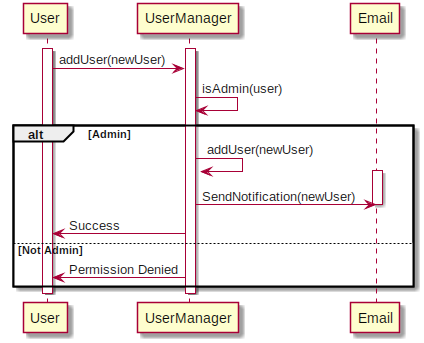 User UserManager Email
addUser(newUser)
isAdmin(user)
alt [Admin]
addUser(newUser)
SendNotification(newUser)
Success
[Not Admin]
Permission Denied
User UserManager Email